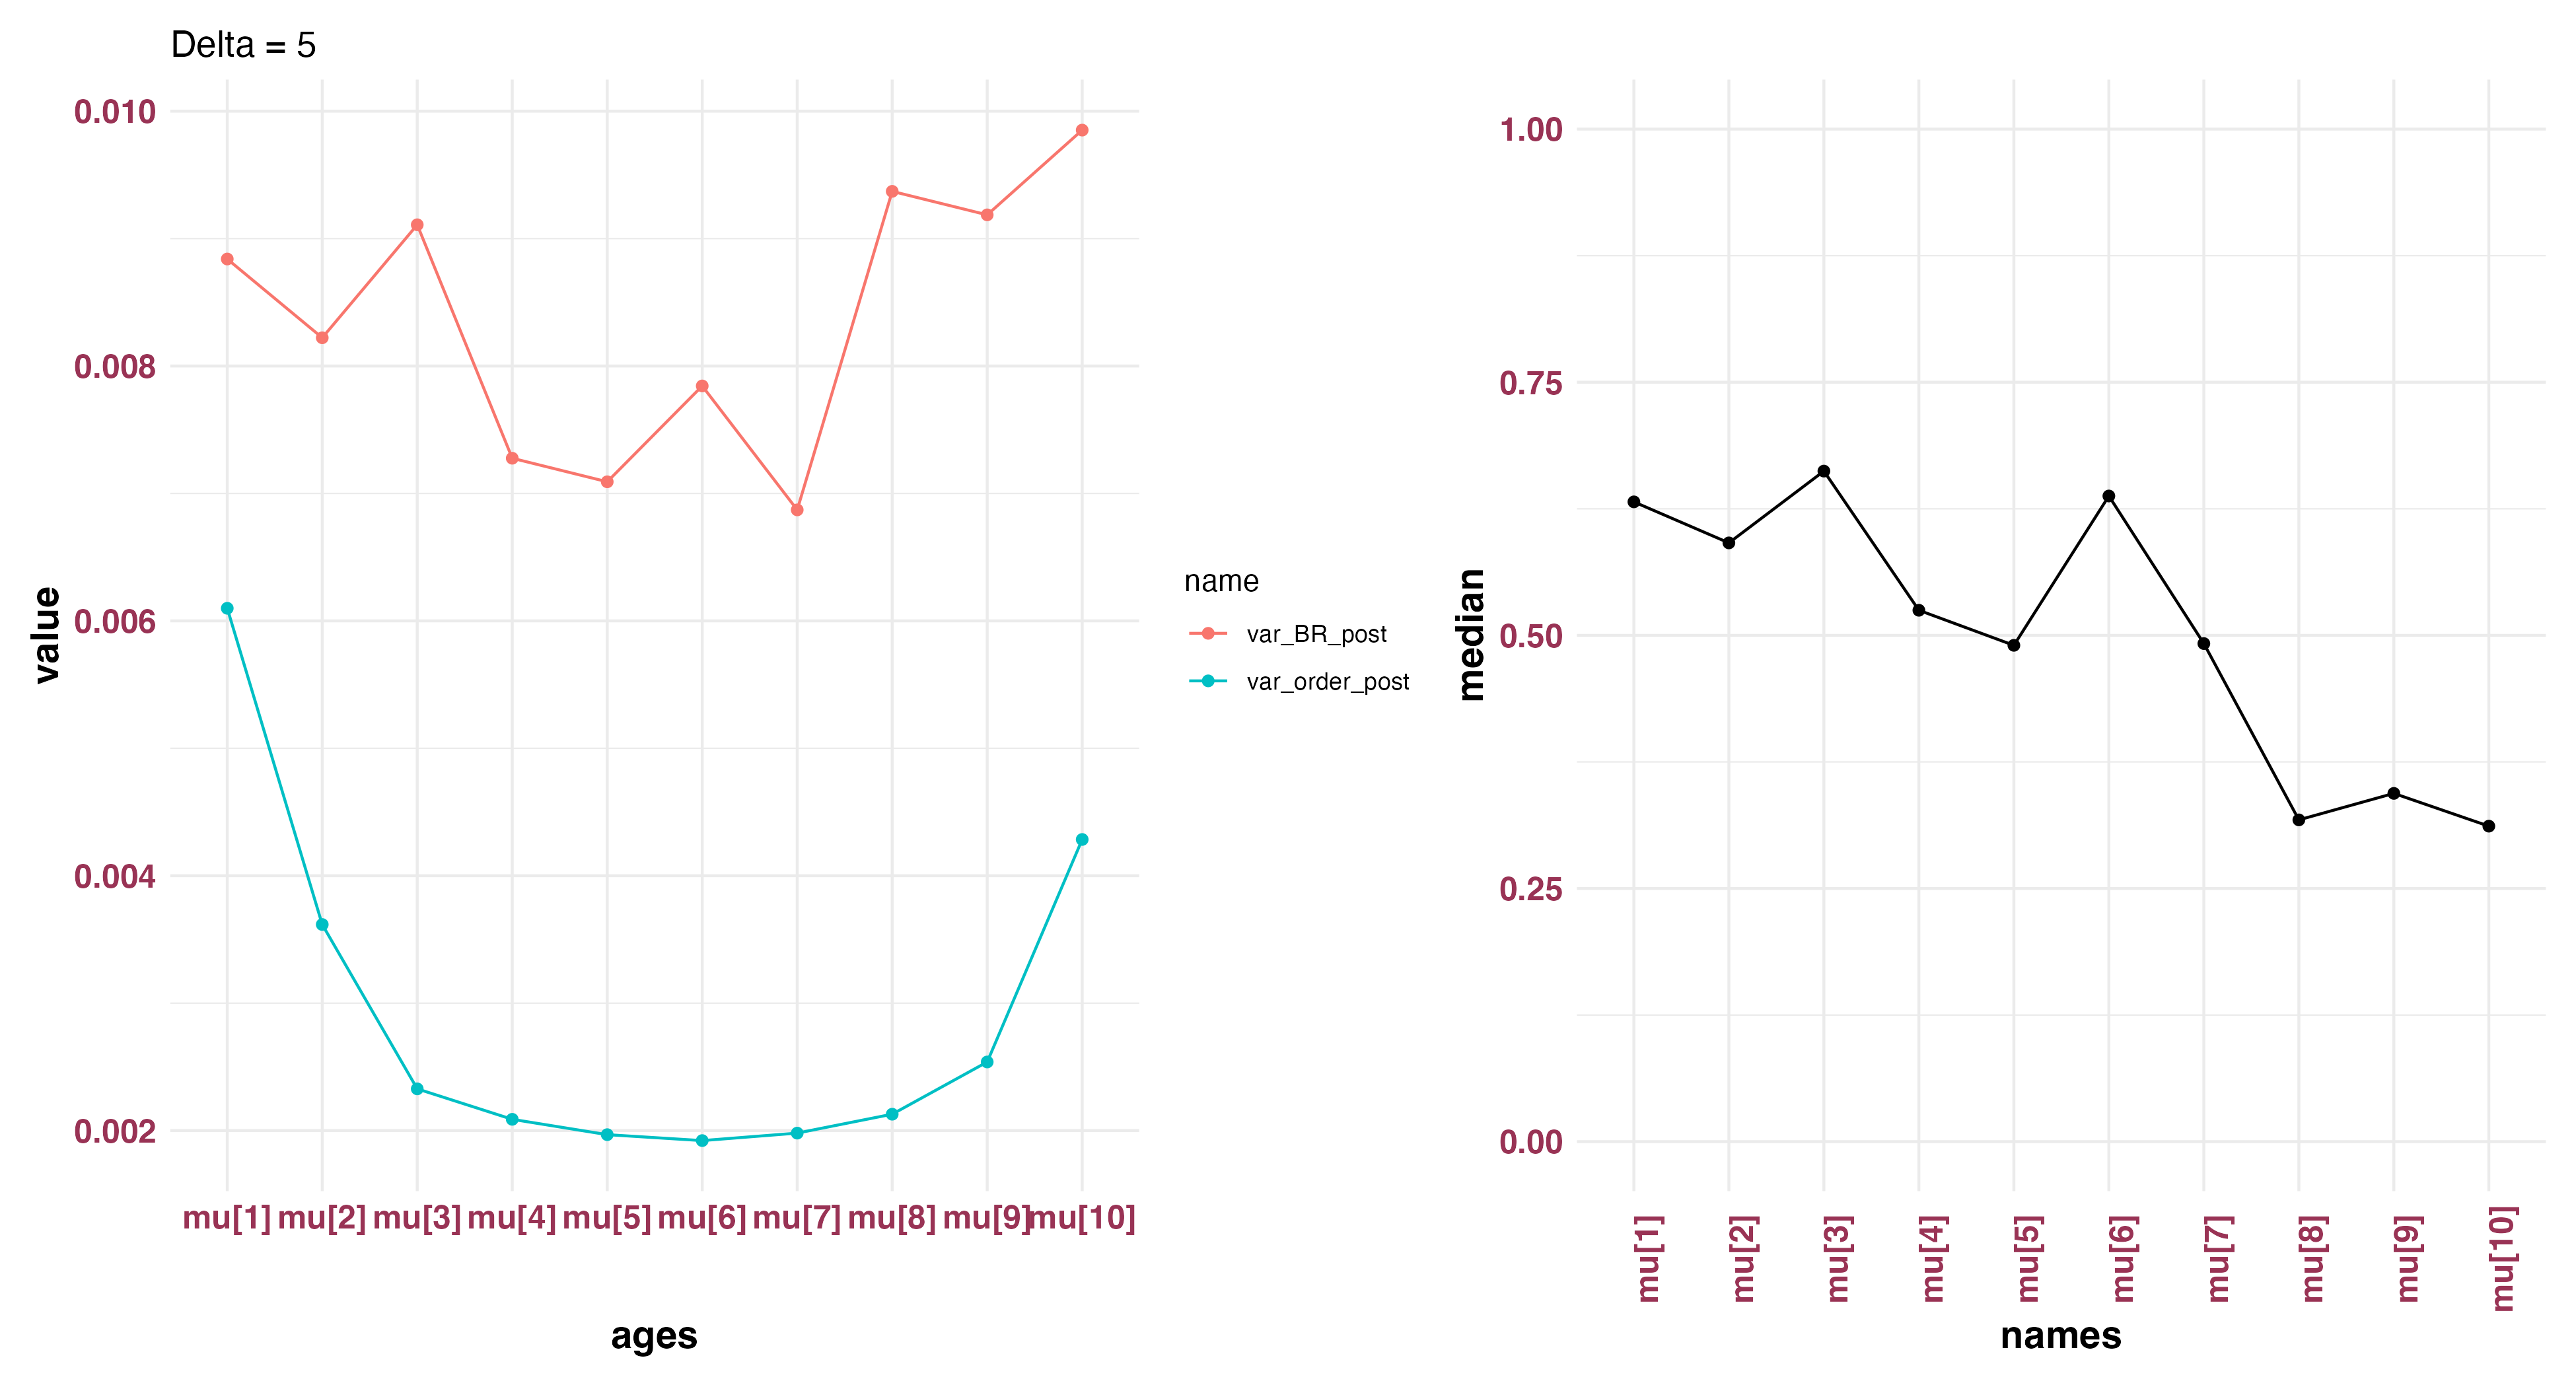 Delta = 5
value
0.010
0.008
0.006
0.004
0.002
mu[1] mu[2] mu[3] mu[4] mu[5] mu[6] mu[7] mu[8] mu[9] mu[10]
ages
name
var_BR_post
var_order_post
median
1.00
0.75
0.50
0.25
0.00
mu[1]
mu[2]
mu[3]
mu[4]
mu[5]
mu[6]
mu[7]
mu[8]
mu[9]
mu[10]
names